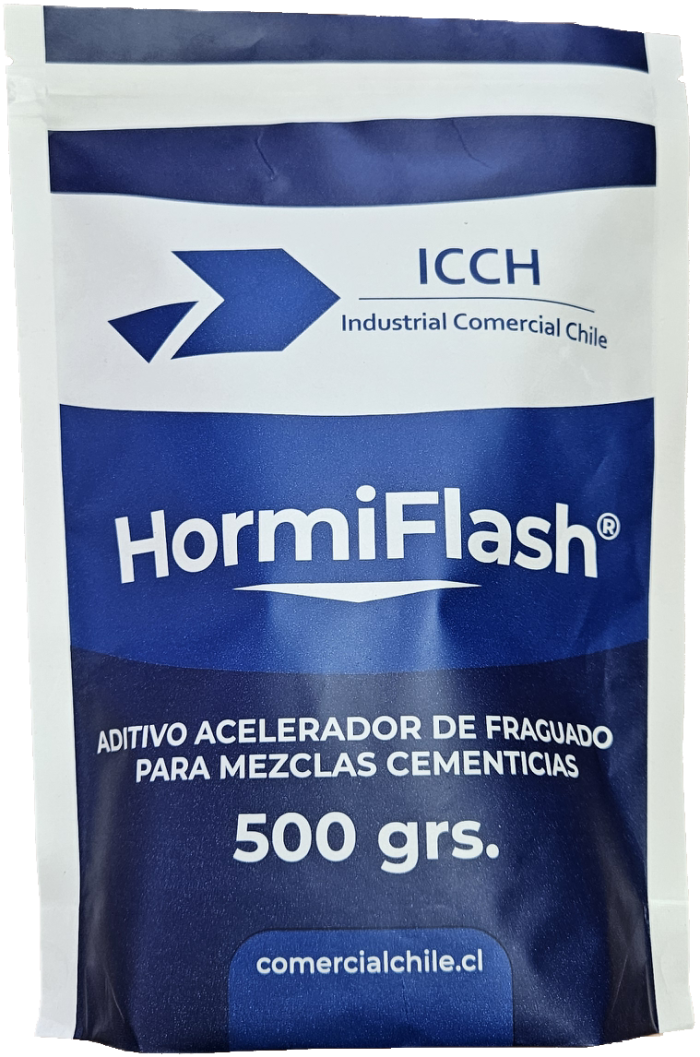 ICCH
Industrial Comercial Chile
HormiFlash®
ADITIVO ACELERADOR DE FRAGUADO
PARA MEZCLAS CEMENTICIAS
500 grs.
comercialchile.cl